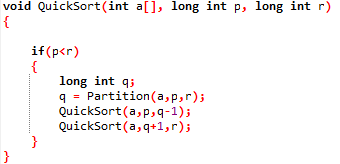 void QuickSort(int a[], long int p, long int r)
{
if(p<r)
{
long int q;
q = Partition(a,p,r);
QuickSort(a,p,q-1);
QuickSort(a,q+1,r);
}
}